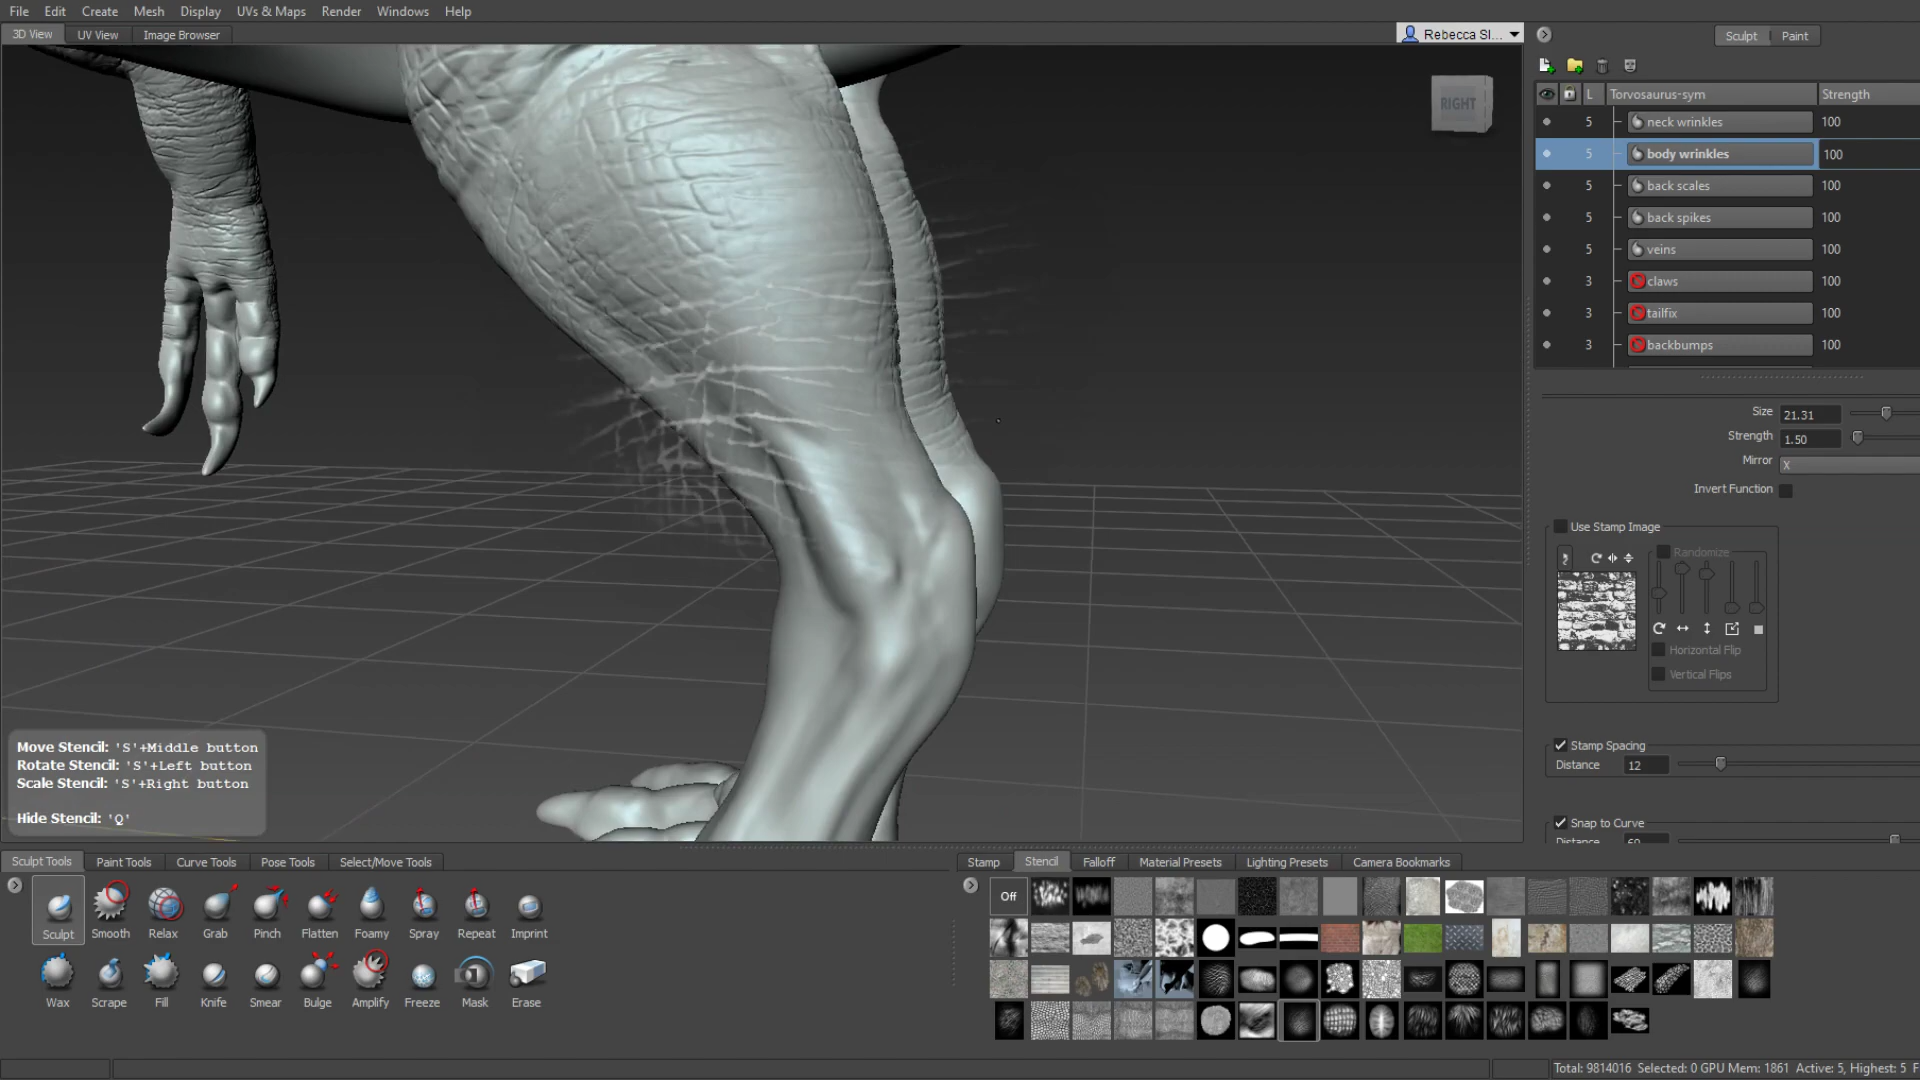 File Edit Create Mesh Display UVs & Maps Render Windows Help
3D View UV View Image Browser
Rebecca Sl...
Sculpt Paint
L Torvosaurus-sym Strength
5 neck wrinkles 100
5 body wrinkles 100
5 back scales 100
5 back spikes 100
5 veins 100
3 claws 100
3 tailfix 100
3 backbumps 100
RIGHT
Size 21.31
Strength 1.50
Mirror X
Invert Function
Use Stamp Image
Randomize
Horizontal Flip
Vertical Flips
Stamp Spacing
Distance 12
Snap to Curve
Distance 60
Move Stencil: 'S'+Middle button
Rotate Stencil: 'S'+Left button
Scale Stencil: 'S'+Right button
Hide Stencil: 'Q'
Sculpt Tools Paint Tools Curve Tools Pose Tools Select/Move Tools
Sculpt Smooth Relax Grab Pinch Flatten Foamy Spray Repeat Imprint
Wax Scrape Fill Knife Smear Bulge Amplify Freeze Mask Erase
Stamp Stencil Falloff Material Presets Lighting Presets Camera Bookmarks
Off
Total: 9814016 Selected: 0 GPU Mem: 1861 Active: 5, Highest: 5 F